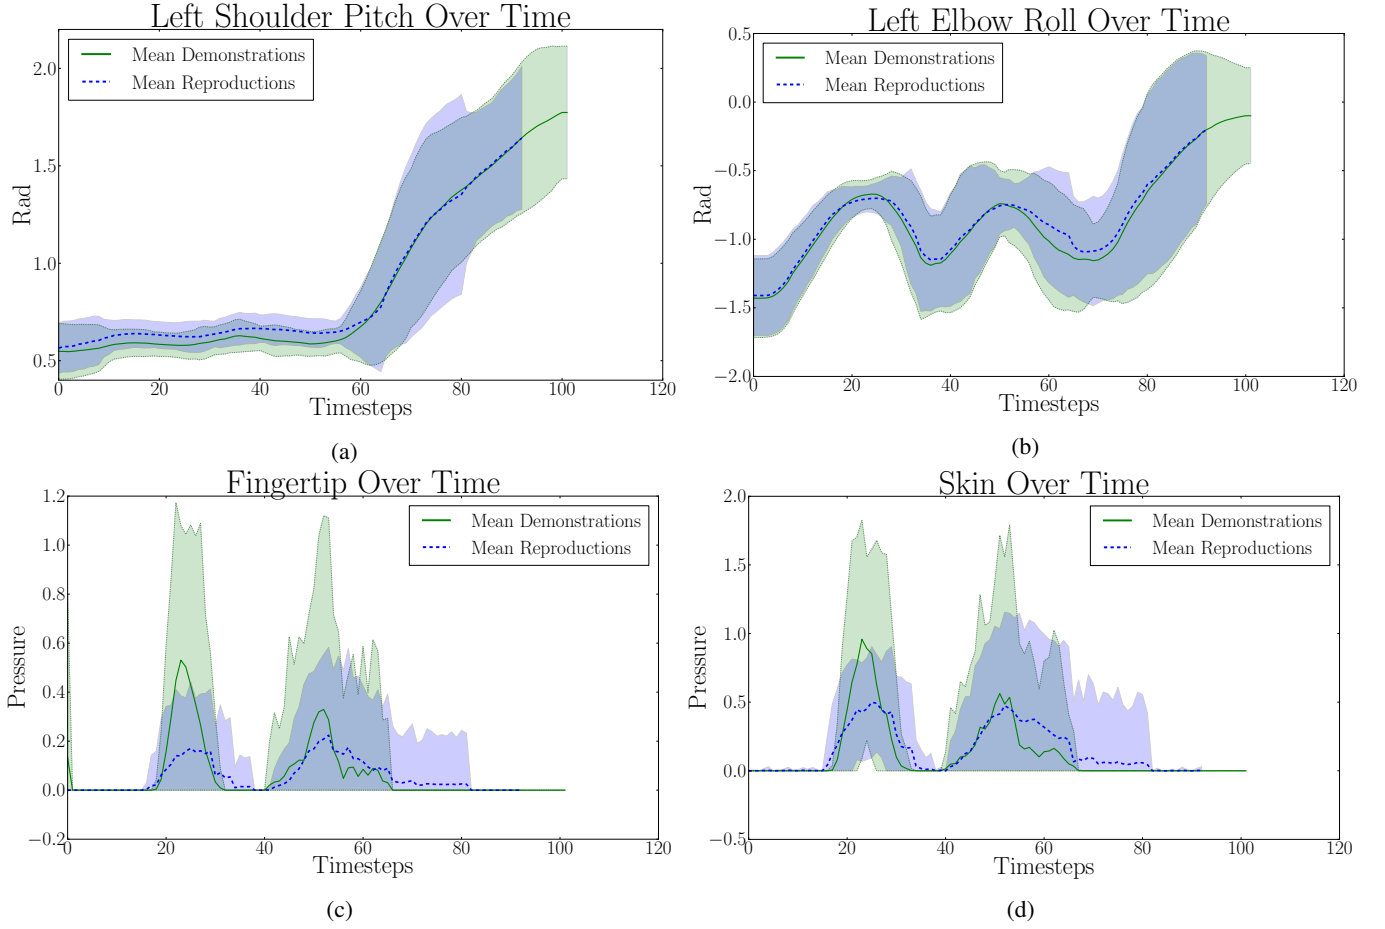 Left Shoulder Pitch Over Time
Mean Demonstrations
Mean Reproductions
2.0
1.5
1.0
0.5
Rad
0 20 40 60 80 100 120
Timesteps
(a)
Left Elbow Roll Over Time
Mean Demonstrations
Mean Reproductions
0.5
0.0
−0.5
−1.0
−1.5
−2.0
Rad
0 20 40 60 80 100 120
Timesteps
(b)
Fingertip Over Time
Mean Demonstrations
Mean Reproductions
1.2
1.0
0.8
0.6
0.4
0.2
0.0
−0.2
Pressure
0 20 40 60 80 100 120
Timesteps
(c)
Skin Over Time
Mean Demonstrations
Mean Reproductions
2.0
1.5
1.0
0.5
0.0
−0.5
Pressure
0 20 40 60 80 100 120
Timesteps
(d)